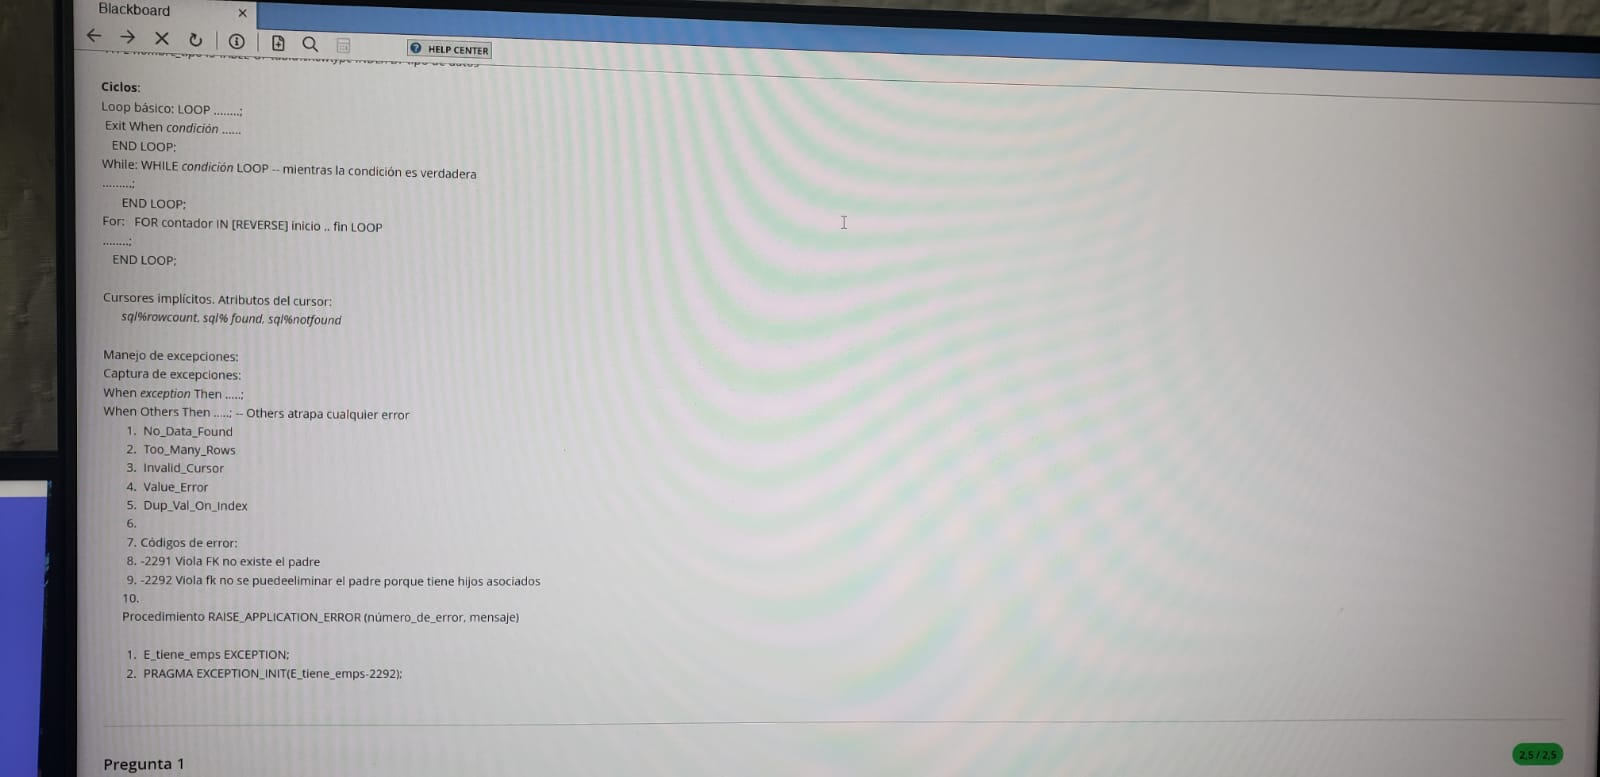 Blackboard
HELP CENTER
Ciclos:
Loop básico: LOOP ........;
Exit When condición ......
END LOOP;
While: WHILE condición LOOP -- mientras la condición es verdadera
.........;
END LOOP;
For: FOR contador IN [REVERSE] inicio .. fin LOOP
........;
END LOOP;
Cursores implícitos. Atributos del cursor:
sql%rowcount, sql% found, sql%notfound
Manejo de excepciones:
Captura de excepciones:
When exception Then .....;
When Others Then .....; -- Others atrapa cualquier error
1. No_Data_Found
2. Too_Many_Rows
3. Invalid_Cursor
4. Value_Error
5. Dup_Val_On_Index
6.
7. Códigos de error:
8. -2291 Viola FK no existe el padre
9. -2292 Viola fk no se puedeeliminar el padre porque tiene hijos asociados
10.
Procedimiento RAISE_APPLICATION_ERROR (número_de_error, mensaje)
1. E_tiene_emps EXCEPTION;
2. PRAGMA EXCEPTION_INIT(E_tiene_emps-2292);
Pregunta 1
2,5 / 2,5